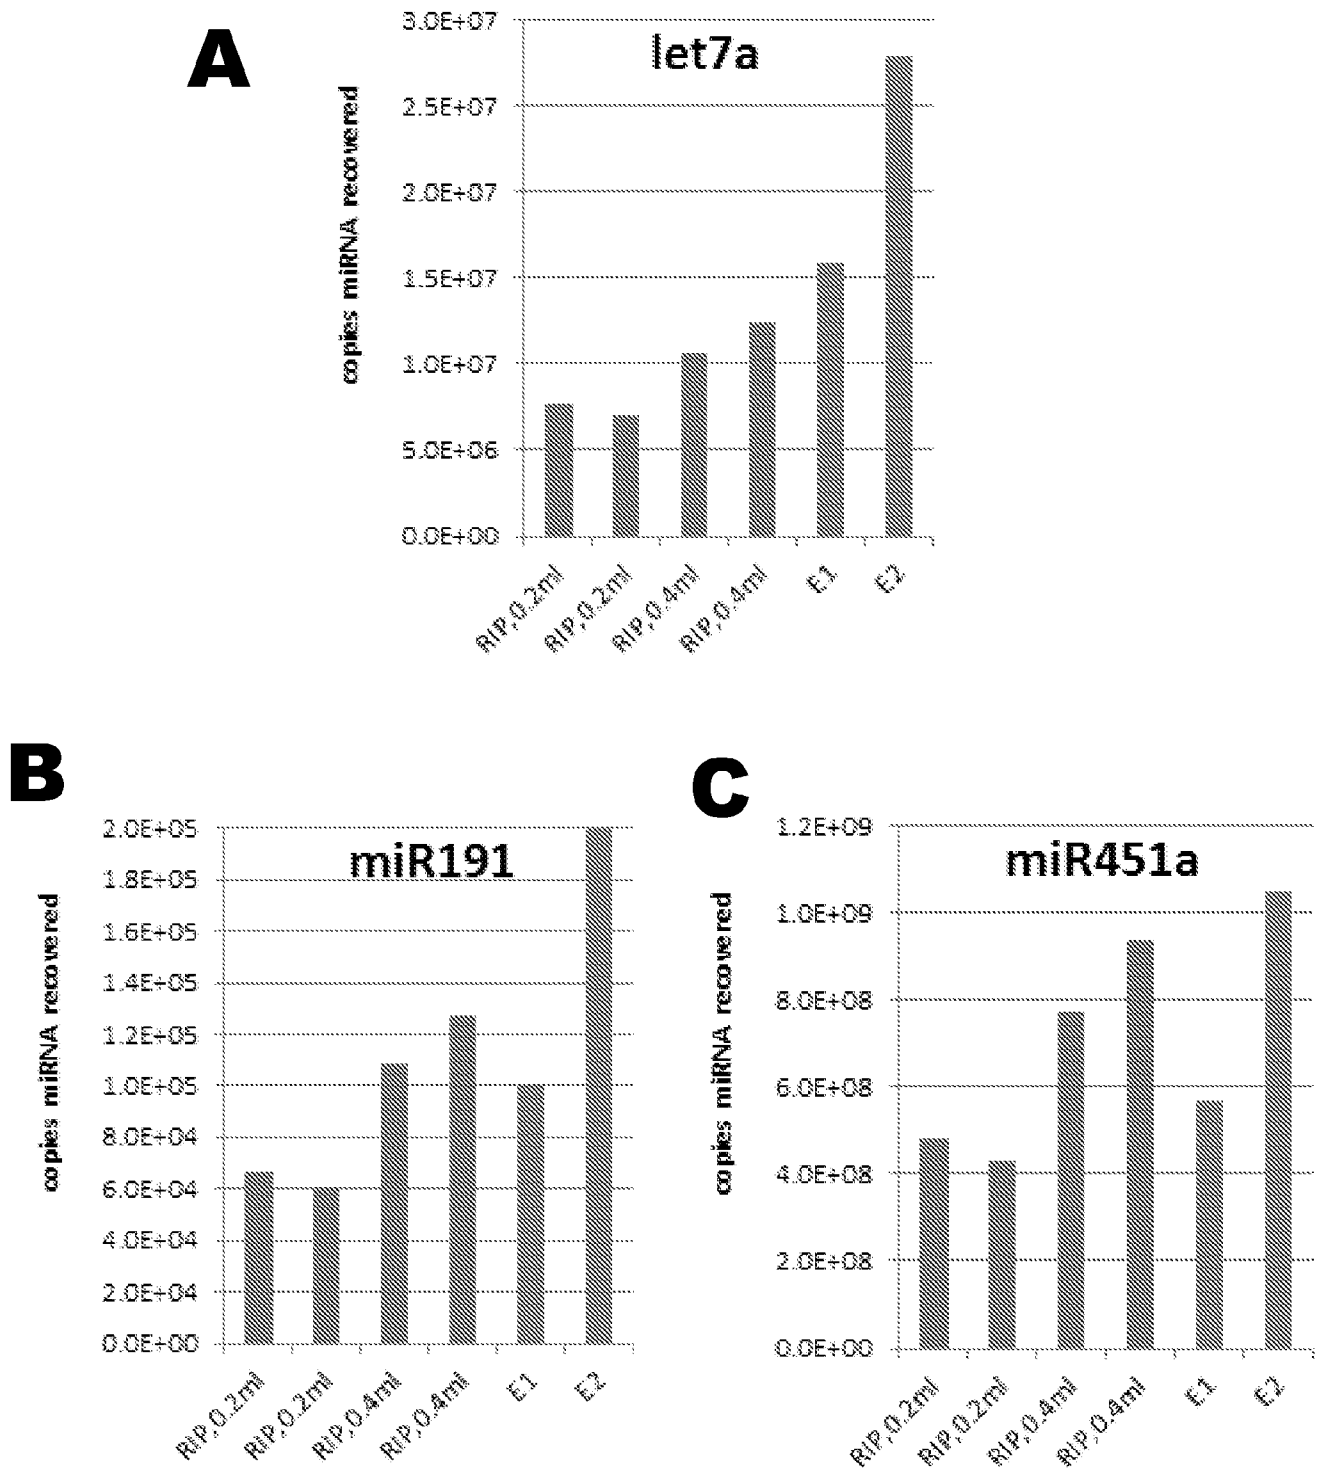 A
let7a
copies miRNA recovered
3.0E+07
2.5E+07
2.0E+07
1.5E+07
1.0E+07
5.0E+06
0.0E+00
RIP,0.2ml
RIP,0.2ml
RIP,0.4ml
RIP,0.4ml
E1
E2
B
miR191
copies miRNA recovered
2.0E+05
1.8E+05
1.6E+05
1.4E+05
1.2E+05
1.0E+05
8.0E+04
6.0E+04
4.0E+04
2.0E+04
0.0E+00
RIP,0.2ml
RIP,0.2ml
RIP,0.4ml
RIP,0.4ml
E1
E2
C
miR451a
copies miRNA recovered
1.2E+09
1.0E+09
8.0E+08
6.0E+08
4.0E+08
2.0E+08
0.0E+00
RIP,0.2ml
RIP,0.2ml
RIP,0.4ml
RIP,0.4ml
E1
E2